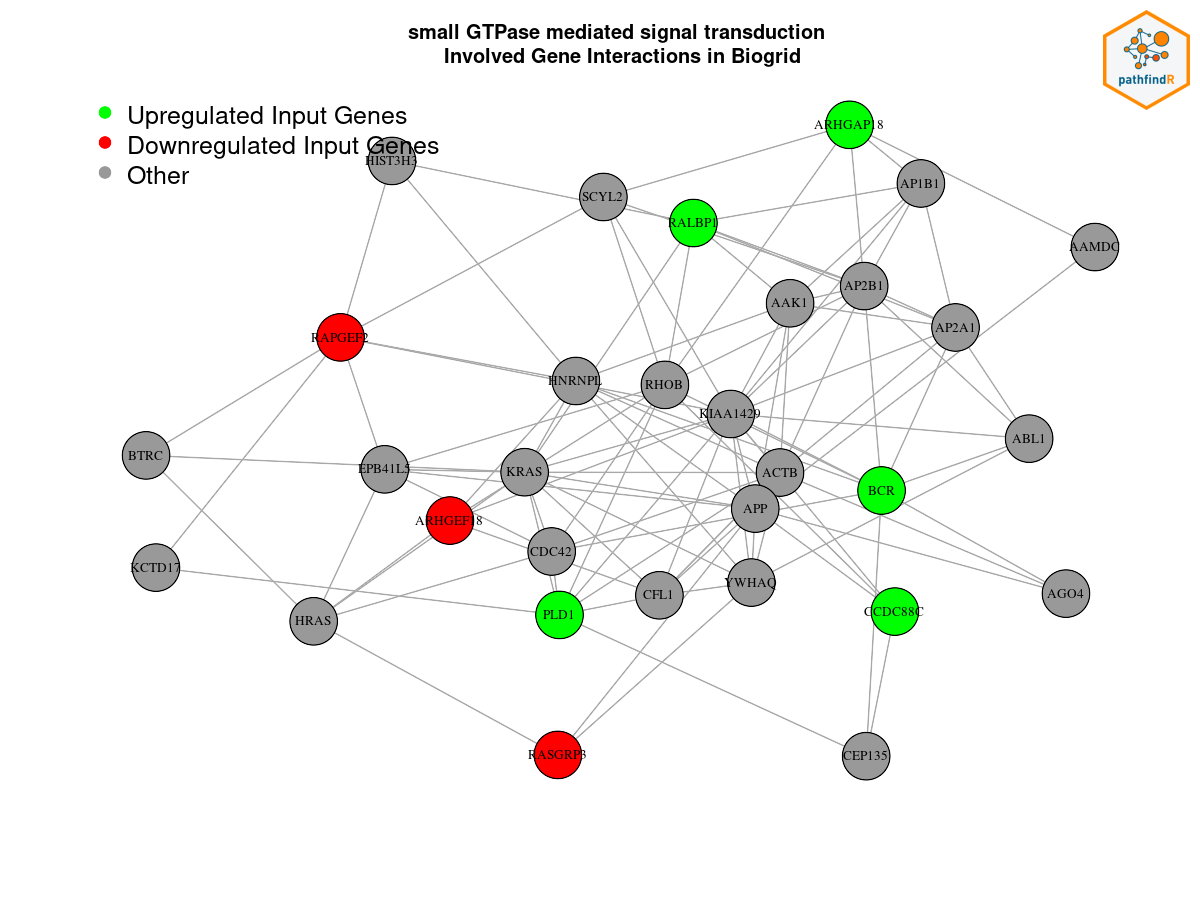 small GTPase mediated signal transduction
Involved Gene Interactions in Biogrid
pathfindR
Upregulated Input Genes
Downregulated Input Genes
Other
ARHGAP18
HIST3H3
AP1B1
SCYL2
RALBP1
AAMDC
AP2B1
AAK1
AP2A1
RAPGEF2
HNRNPL
RHOB
KIAA1429
ABL1
BTRC
EPB41L5
KRAS
ACTB
BCR
APP
ARHGEF18
CDC42
KCTD17
YWHAQ
CFL1
AGO4
CCDC88C
PLD1
HRAS
RASGRP3
CEP135